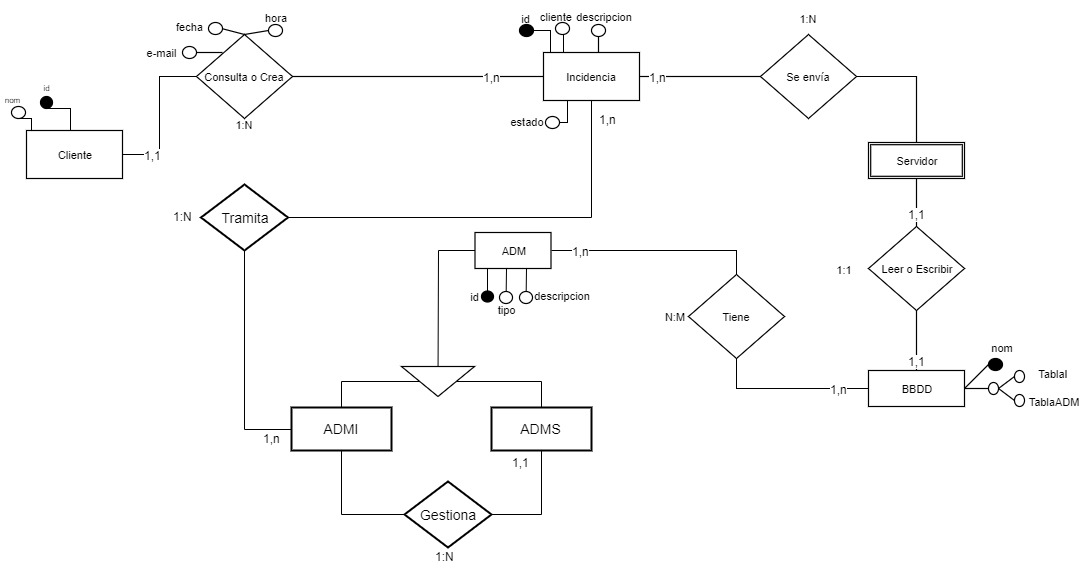 id
cliente
descripcion
1:N
fecha
hora
e-mail
Consulta o Crea
1,n
Incidencia
1,n
Se envía
nom
id
estado
1,n
1:N
Cliente
1,1
Servidor
1:N
Tramita
1,1
ADM
1,n
1:1
Leer o Escribir
id
tipo
descripcion
N:M
Tiene
nom
1,1
TablaI
1,n
BBDD
TablaADM
ADMI
ADMS
1,n
1,1
Gestiona
1:N